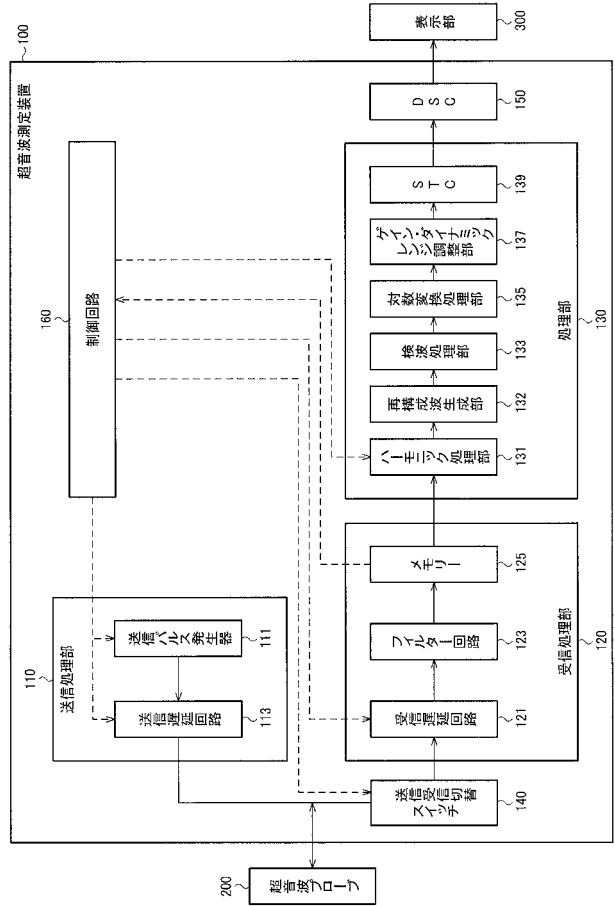 超音波測定装置
100
制御回路
160
送信処理部
110
送信パルス発生器
111
送信遅延回路
113
超音波プローブ
200
送信受信切替
スイッチ
140
受信処理部
120
受信遅延回路
121
フィルター回路
123
メモリー
125
処理部
130
ハーモニック処理部
131
再構成波生成部
132
検波処理部
133
対数変換処理部
135
ゲイン・ダイナミック
レンジ調整部
137
STC
139
DSC
150
表示部
300